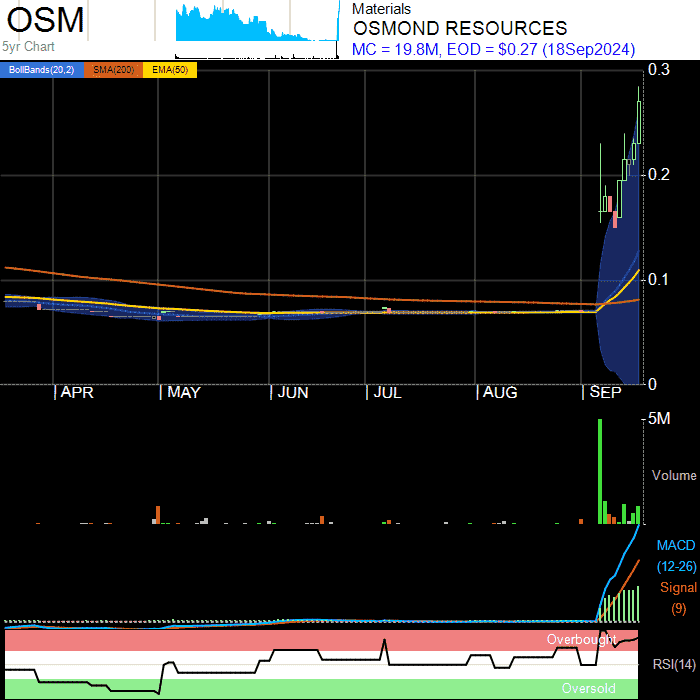 OSM
5yr Chart
Materials
OSMOND RESOURCES
MC = 19.8M, EOD = $0.27 (18Sep2024)
BollBands(20,2) SMA(200) EMA(50)
0.3
0.2
0.1
0
APR MAY JUN JUL AUG SEP
5M
Volume
MACD
(12-26)
Signal
(9)
Overbought
RSI(14)
Oversold